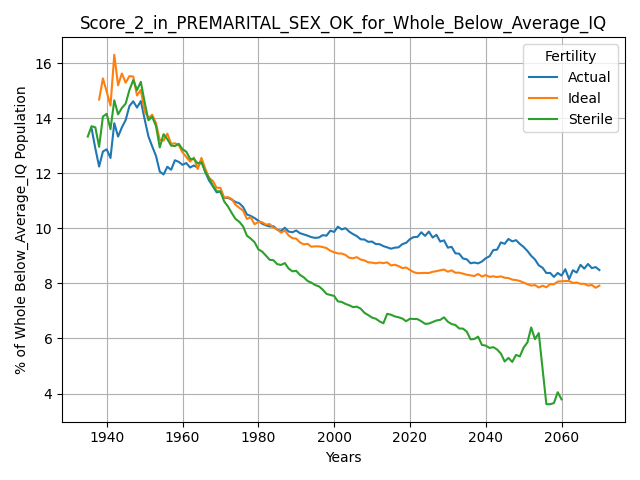 Score_2_in_PREMARITAL_SEX_OK_for_Whole_Below_Average_IQ
Fertility
Actual
Ideal
Sterile
% of Whole Below_Average_IQ Population
16
14
12
10
8
6
4
1940 1960 1980 2000 2020 2040 2060
Years